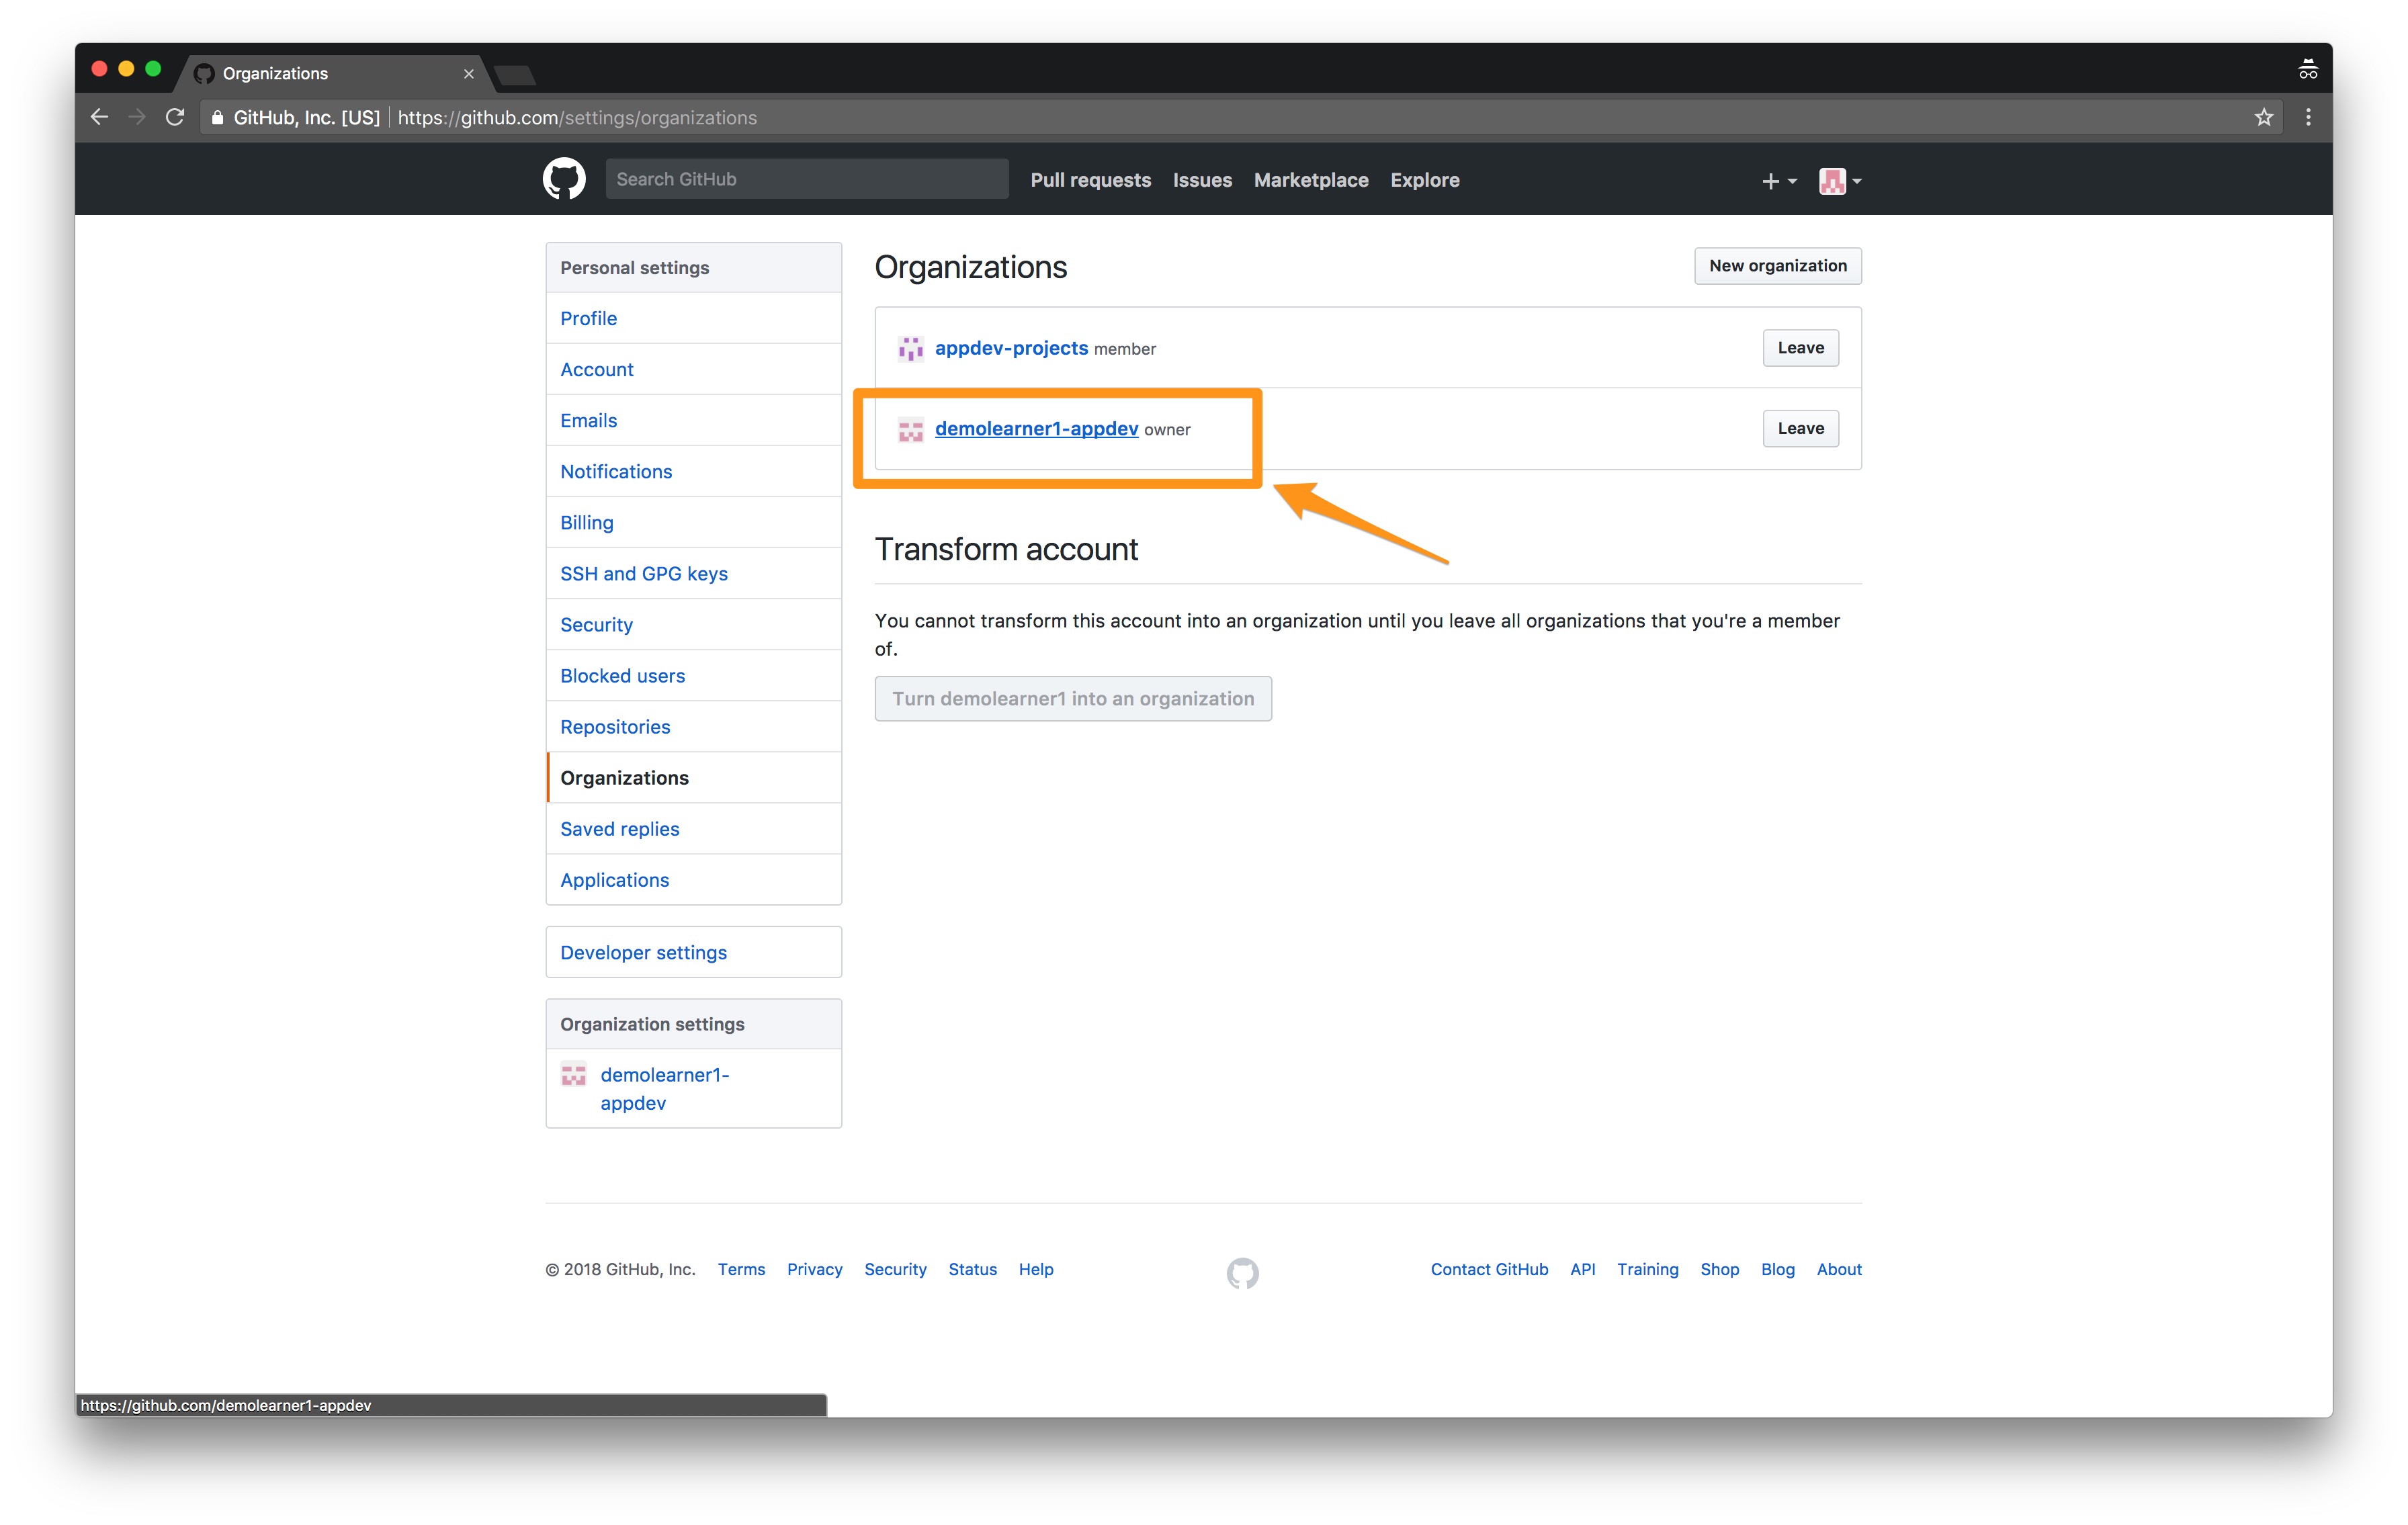 Organizations
GitHub, Inc. [US] https://github.com/settings/organizations
Search GitHub
Pull requests Issues Marketplace Explore
Personal settings
Profile
Account
Emails
Notifications
Billing
SSH and GPG keys
Security
Blocked users
Repositories
Organizations
Saved replies
Applications
Developer settings
Organization settings
demolearner1-
appdev
Organizations
New organization
appdev-projects member
Leave
demolearner1-appdev owner
Leave
Transform account
You cannot transform this account into an organization until you leave all organizations that you're a member
of.
Turn demolearner1 into an organization
© 2018 GitHub, Inc. Terms Privacy Security Status Help
Contact GitHub API Training Shop Blog About
https://github.com/demolearner1-appdev